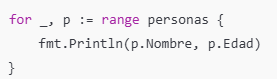 for _, p := range personas {
    fmt.Println(p.Nombre, p.Edad)
}